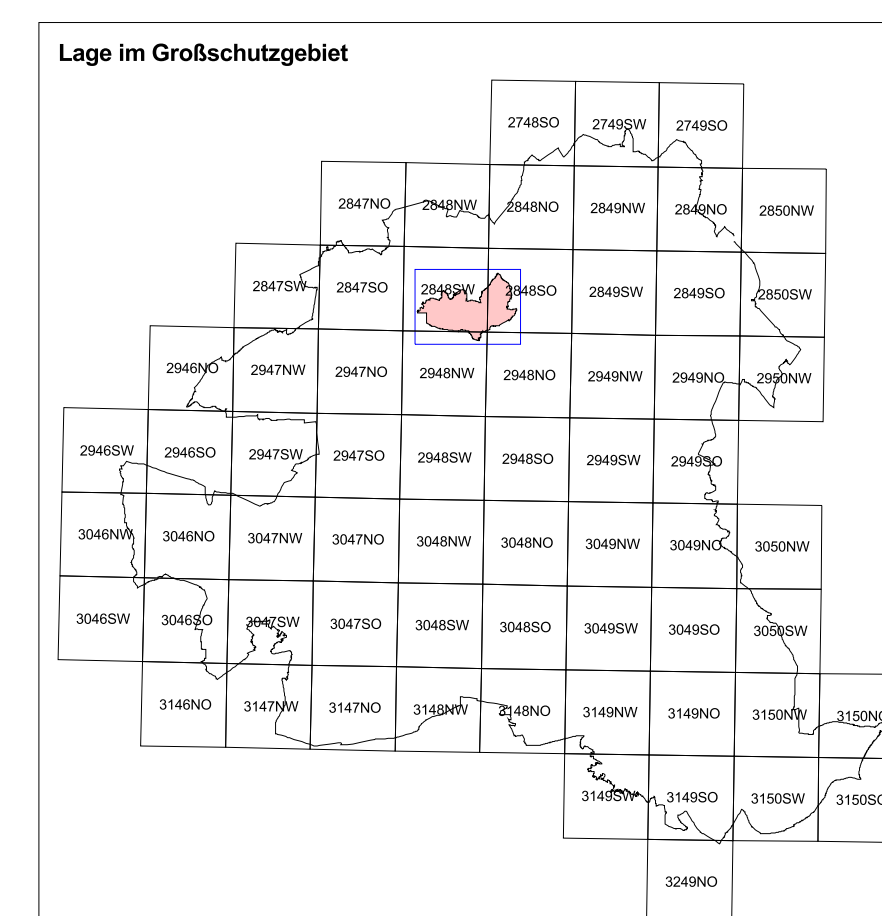 Lage im Großschutzgebiet
2748SO 2749SW 2749SO
2847NO 2848NW 2848NO 2849NW 2849NO 2850NW
2847SW 2847SO 2848SW 2848SO 2849SW 2849SO 2850SW
2946NO 2947NW 2947NO 2948NW 2948NO 2949NW 2949NO 2950NW
2946SW 2946SO 2947SW 2947SO 2948SW 2948SO 2949SW 2949SO
3046NW 3046NO 3047NW 3047NO 3048NW 3048NO 3049NW 3049NO 3050NW
3046SW 3046SO 3047SW 3047SO 3048SW 3048SO 3049SW 3049SO 3050SW
3146NO 3147NW 3147NO 3148NW 3148NO 3149NW 3149NO 3150NW 3150NO
3149SW 3149SO 3150SW 3150SO
3249NO